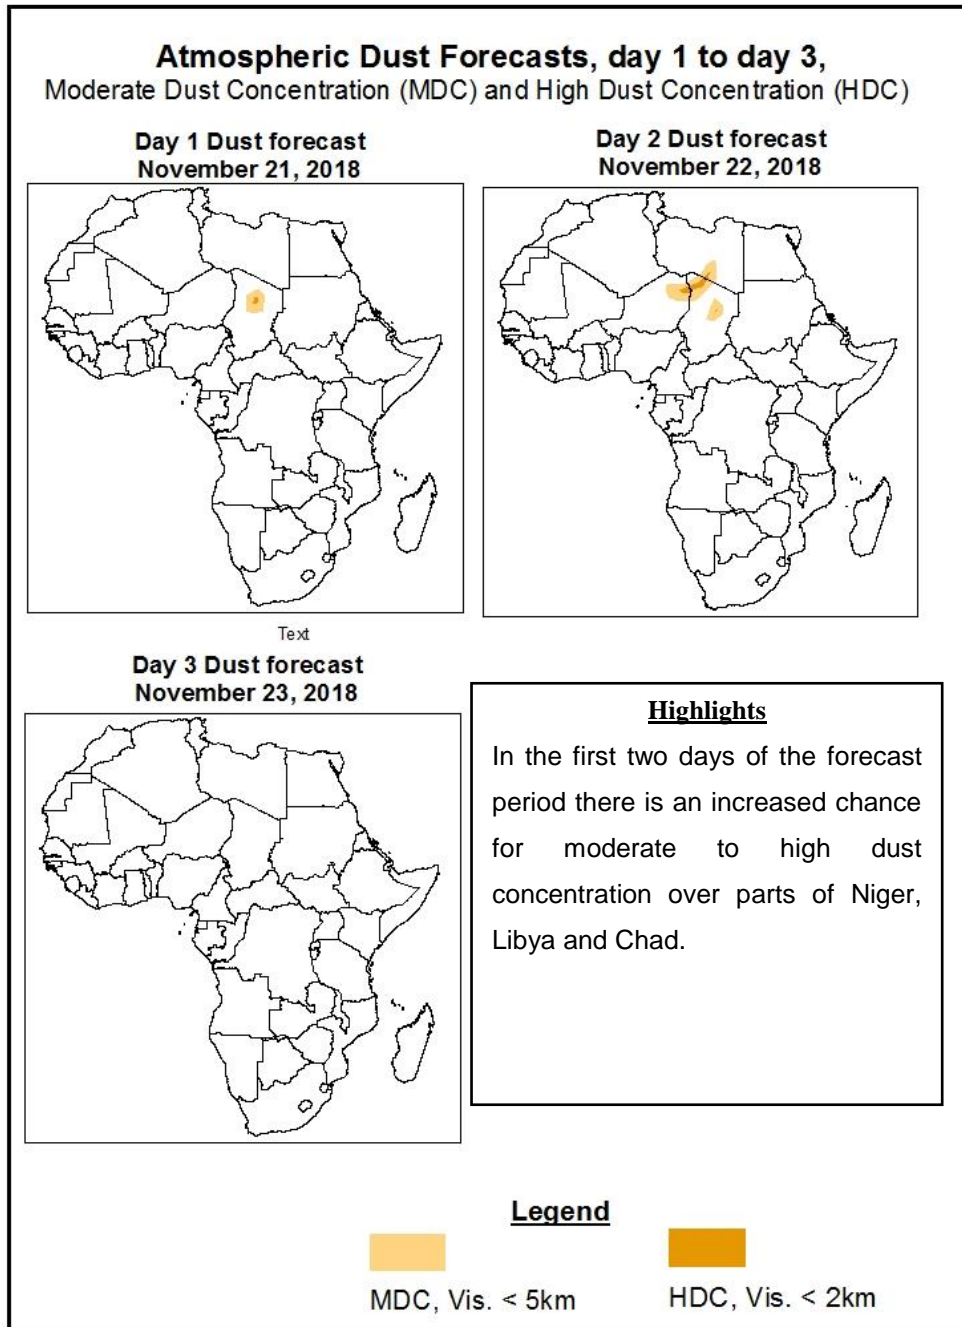 Atmospheric Dust Forecasts, day 1 to day 3,
Moderate Dust Concentration (MDC) and High Dust Concentration (HDC)
Day 1 Dust forecast
November 21, 2018
Day 2 Dust forecast
November 22, 2018
Text
Day 3 Dust forecast
November 23, 2018
Highlights
In the first two days of the forecast
period there is an increased chance
for moderate to high dust
concentration over parts of Niger,
Libya and Chad.
Legend
MDC, Vis. < 5km
HDC, Vis. < 2km